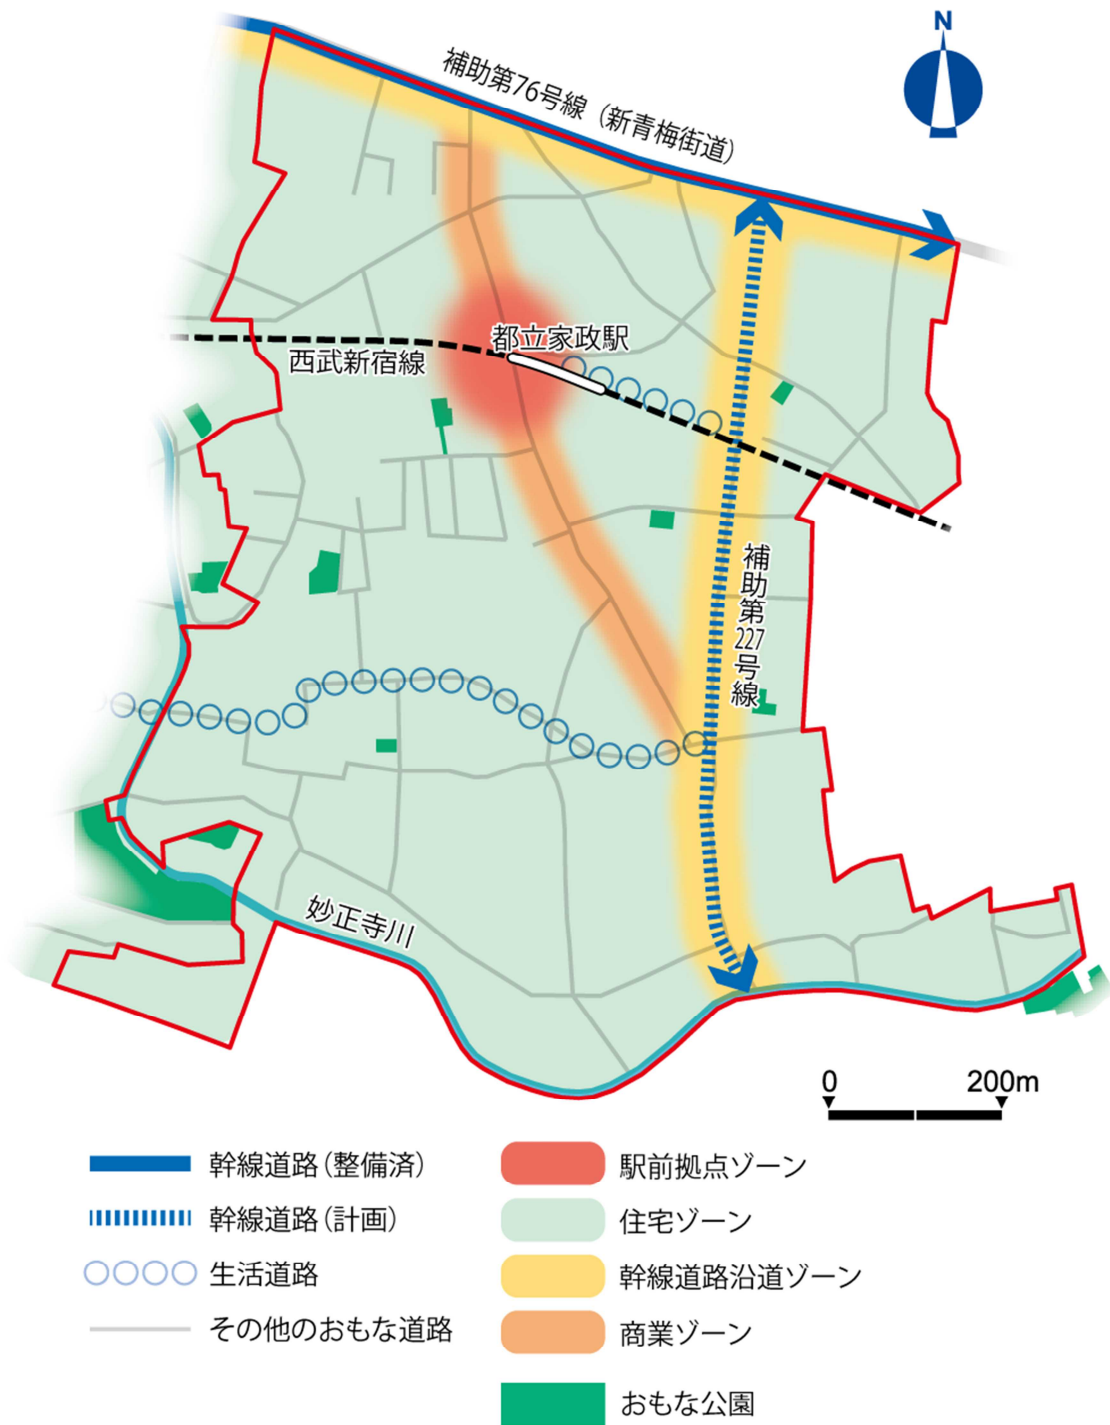 N
補助第76号線（新青梅街道）
都立家政駅
西武新宿線
補助第227号線
妙正寺川
0 200m
幹線道路（整備済）
幹線道路（計画）
生活道路
その他のおもな道路
駅前拠点ゾーン
住宅ゾーン
幹線道路沿道ゾーン
商業ゾーン
おもな公園